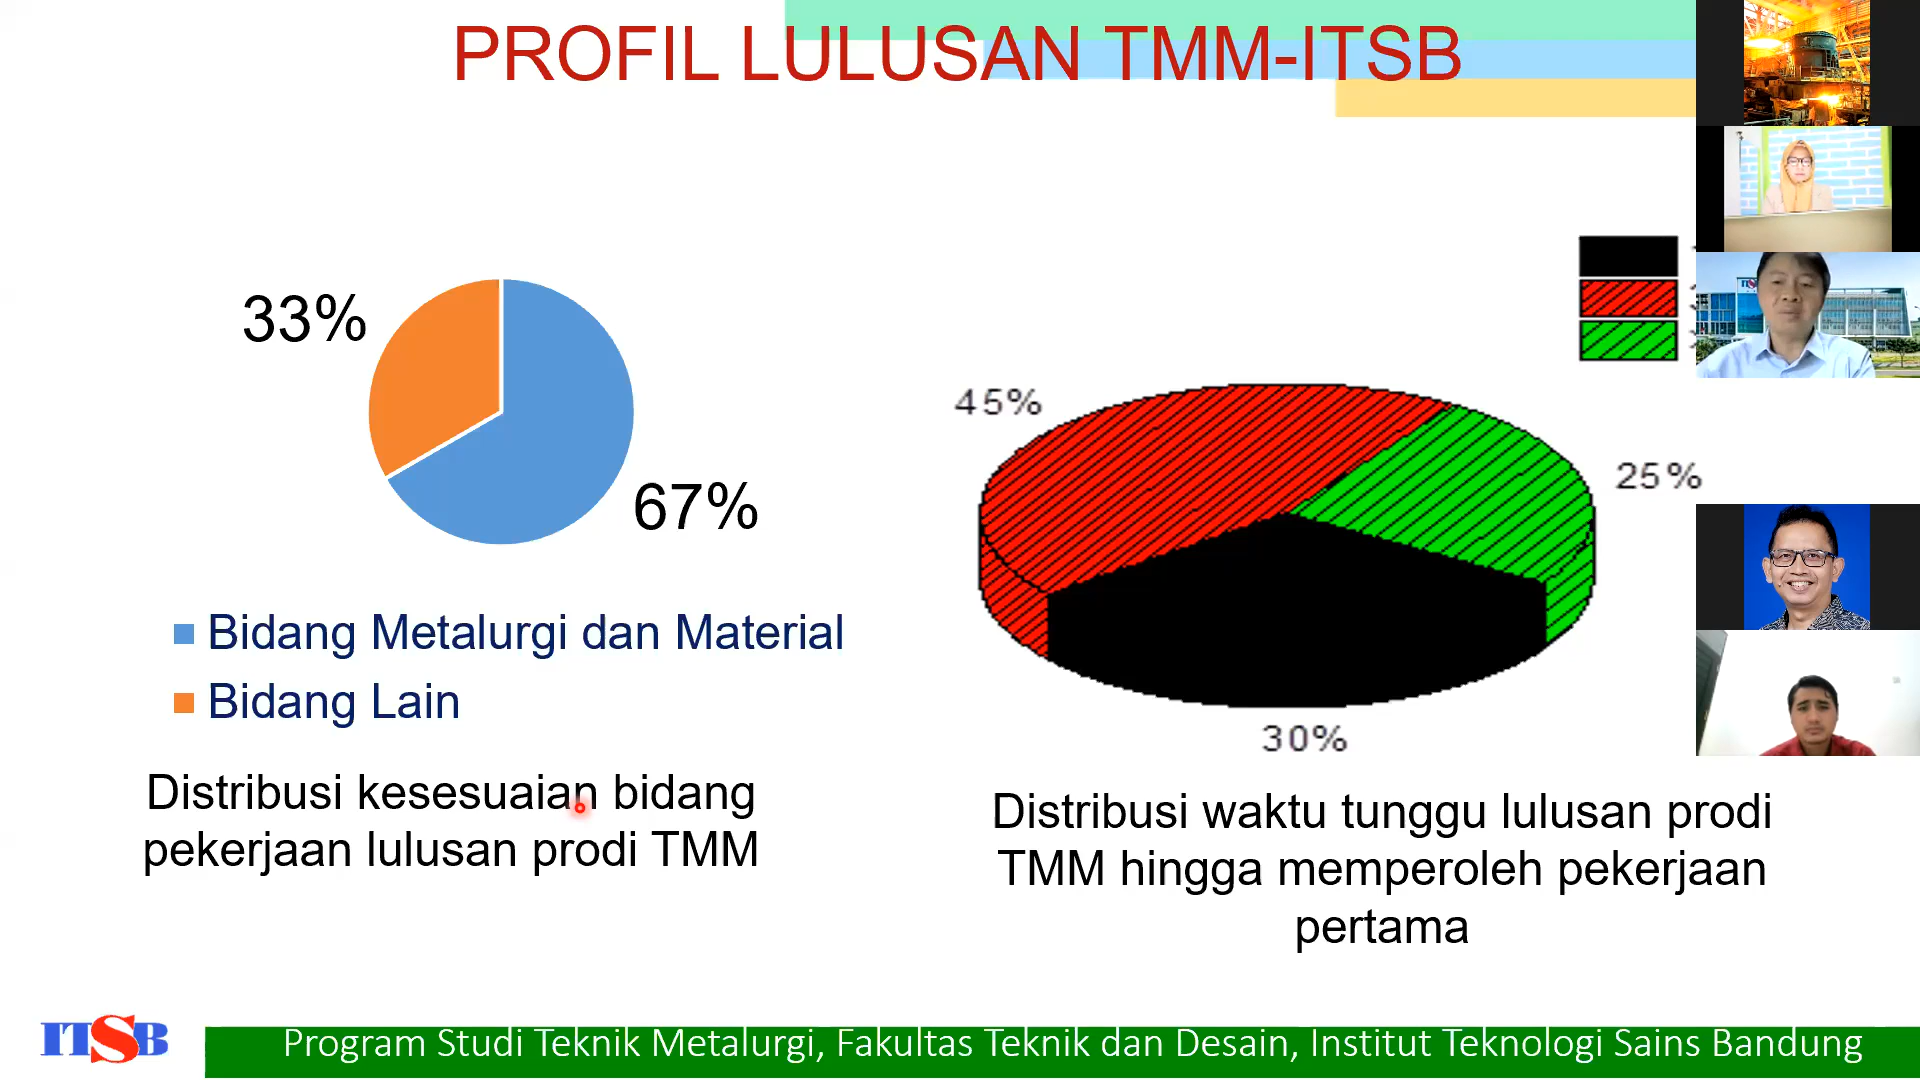 PROFIL LULUSAN TMM-ITSB
33%
67%
Bidang Metalurgi dan Material
Bidang Lain
Distribusi kesesuaian bidang
pekerjaan lulusan prodi TMM
45%
25%
30%
Distribusi waktu tunggu lulusan prodi
TMM hingga memperoleh pekerjaan
pertama
ITSB
Program Studi Teknik Metalurgi, Fakultas Teknik dan Desain, Institut Teknologi Sains Bandung